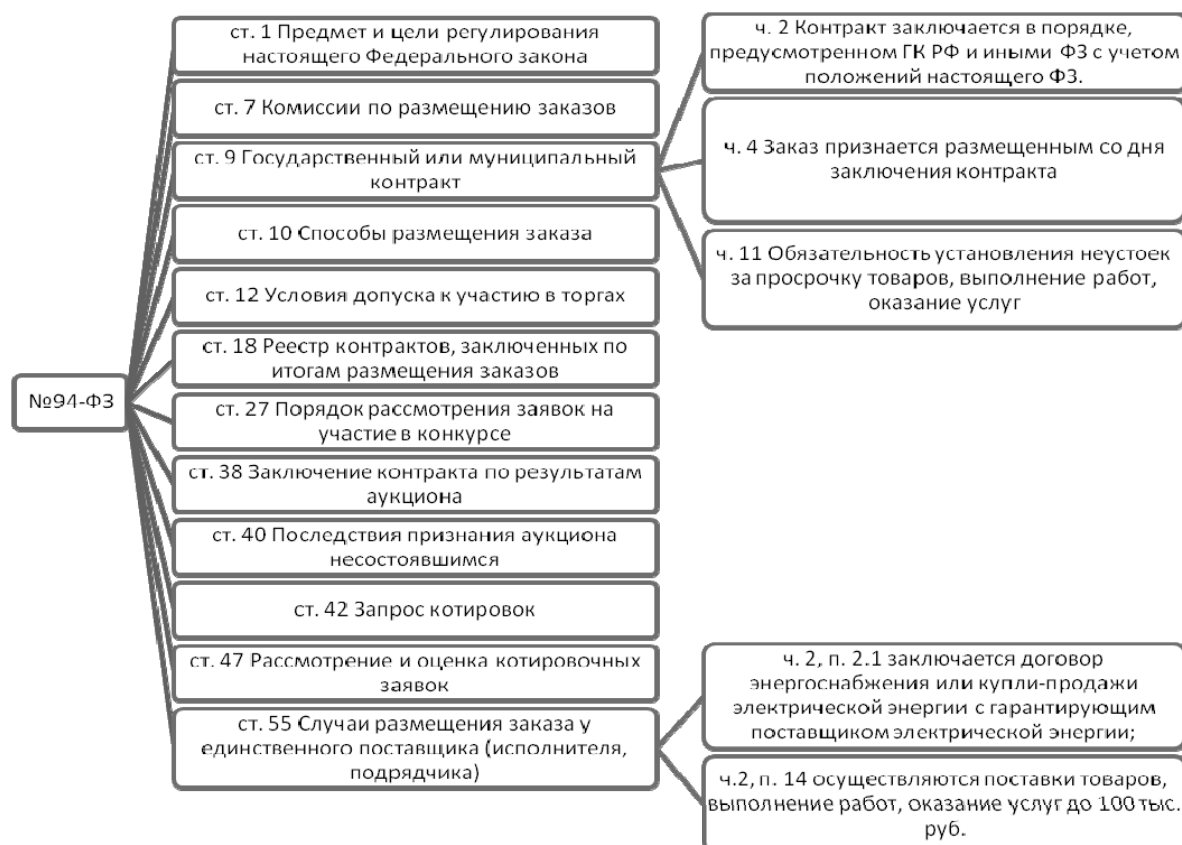 №94-ФЗ
ст. 1 Предмет и цели регулирования
настоящего Федерального закона
ст. 7 Комиссии по размещению заказов
ст. 9 Государственный или муниципальный
контракт
ч. 2 Контракт заключается в порядке,
предусмотренном ГК РФ и иными ФЗ с учетом
положений настоящего ФЗ.
ч. 4 Заказ признается размещенным со дня
заключения контракта
ч. 11 Обязательность установления неустоек
за просрочку товаров, выполнение работ,
оказание услуг
ст. 10 Способы размещения заказа
ст. 12 Условия допуска к участию в торгах
ст. 18 Реестр контрактов, заключенных по
итогам размещения заказов
ст. 27 Порядок рассмотрения заявок на
участие в конкурсе
ст. 38 Заключение контракта по результатам
аукциона
ст. 40 Последствия признания аукциона
несостоявшимся
ст. 42 Запрос котировок
ст. 47 Рассмотрение и оценка котировочных
заявок
ст. 55 Случаи размещения заказа у
единственного поставщика (исполнителя,
подрядчика)
ч. 2, п. 2.1 заключается договор
энергоснабжения или купли-продажи
электрической энергии с гарантирующим
поставщиком электрической энергии;
ч.2, п. 14 осуществляются поставки товаров,
выполнение работ, оказание услуг до 100 тыс.
руб.